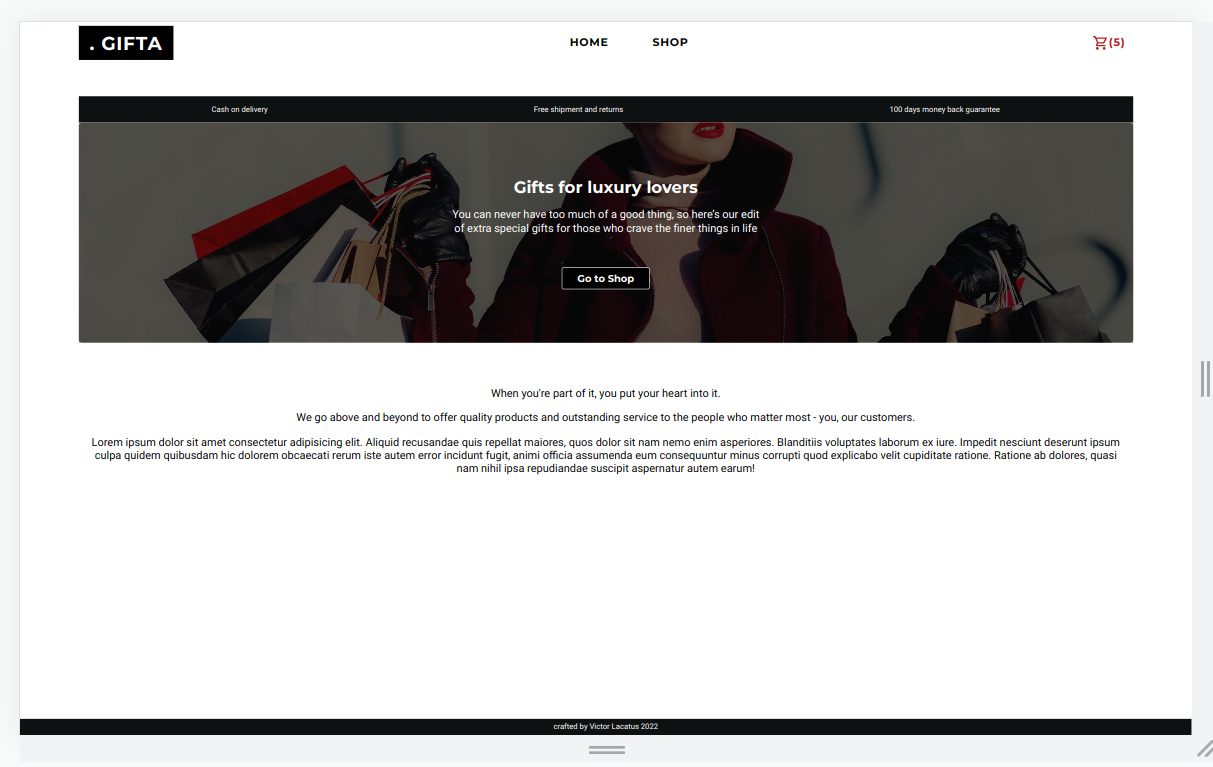 . GIFTA
HOME
SHOP
(5)
Cash on delivery
Free shipment and returns
100 days money back guarantee
Gifts for luxury lovers
You can never have too much of a good thing, so here's our edit
of extra special gifts for those who crave the finer things in life
Go to Shop
When you're part of it, you put your heart into it.
We go above and beyond to offer quality products and outstanding service to the people who matter most - you, our customers.
Lorem ipsum dolor sit amet consectetur adipisicing elit. Aliquid recusandae quis repellat maiores, quos dolor sit nam nemo enim asperiores. Blanditiis voluptates laborum ex iure. Impedit nesciunt deserunt ipsum
culpa quidem quibusdam hic dolorem obcaecati rerum iste autem error incidunt fugit, animi officia assumenda eum consequuntur minus corrupti quod explicabo velit cupiditate ratione. Ratione ab dolores, quasi
nam nihil ipsa repudiandae suscipit aspernatur autem earum!
crafted by Victor Lacatus 2022